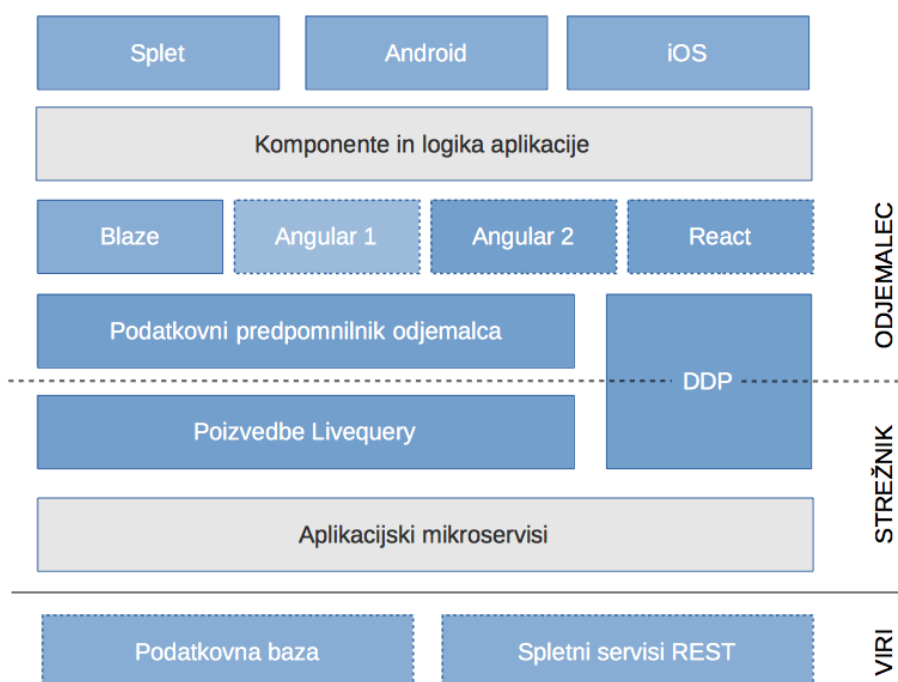 Splet
Android
iOS
Komponente in logika aplikacije
Blaze
Angular 1
Angular 2
React
ODJEMALEC
Podatkovni predpomnilnik odjemalca
DDP
Poizvedbe Livequery
STREŽNIK
Aplikacijski mikroservisi
Podatkovna baza
Spletni servisi REST
VIRI